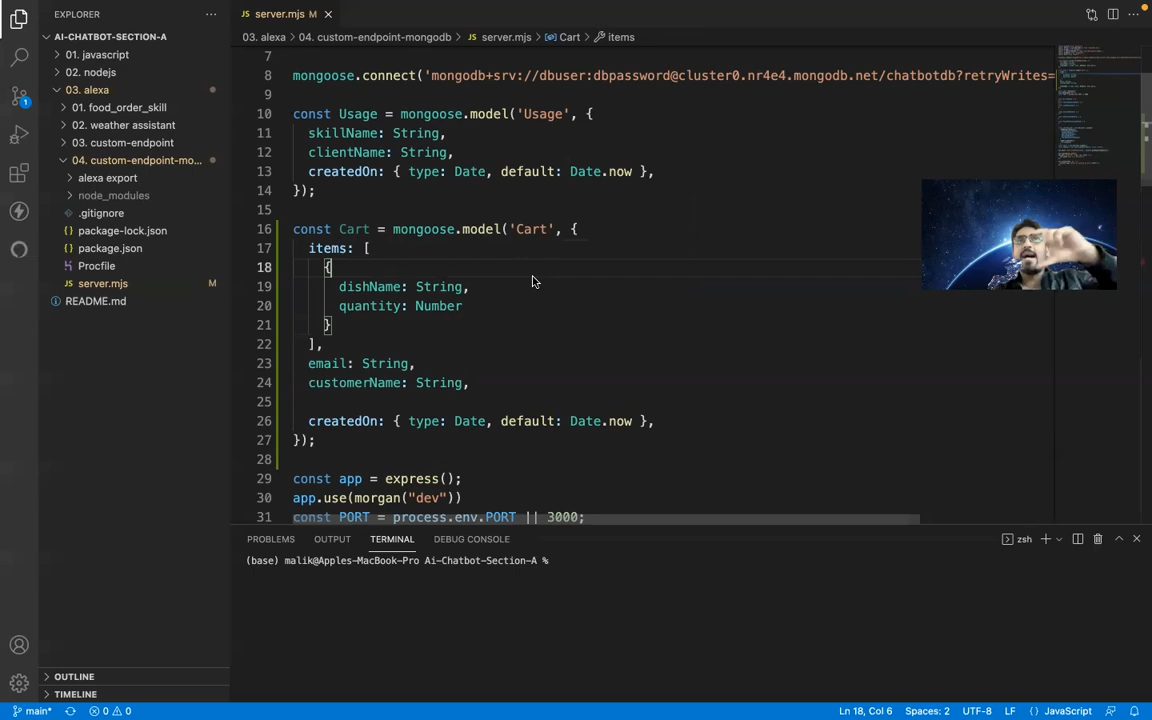 EXPLORER
AI-CHATBOT-SECTION-A
01. javascript
02. nodejs
03. alexa
01. food_order_skill
02. weather assistant
03. custom-endpoint
04. custom-endpoint-mo...
alexa export
node_modules
.gitignore
package-lock.json
package.json
Procfile
server.mjs M
README.md
OUTLINE
TIMELINE
1
JS server.mjs M
03. alexa > 04. custom-endpoint-mongodb > JS server.mjs > Cart > items
7
8 mongoose.connect('mongodb+srv://dbuser:dbpassword@cluster0.nr4e4.mongodb.net/chatbotdb?retryWrites=
9
10 const Usage = mongoose.model('Usage', {
11 skillName: String,
12 clientName: String,
13 createdOn: { type: Date, default: Date.now },
14 });
15
16 const Cart = mongoose.model('Cart', {
17 items: [
18 {
19 dishName: String,
20 quantity: Number
21 }
22 ],
23 email: String,
24 customerName: String,
25
26 createdOn: { type: Date, default: Date.now },
27 });
28
29 const app = express();
30 app.use(morgan("dev"))
31 const PORT = process.env.PORT || 3000;
PROBLEMS OUTPUT TERMINAL DEBUG CONSOLE zsh
(base) malik@Apples-MacBook-Pro Ai-Chatbot-Section-A %
main* 0 0 Ln 18, Col 6 Spaces: 2 UTF-8 LF {} JavaScript